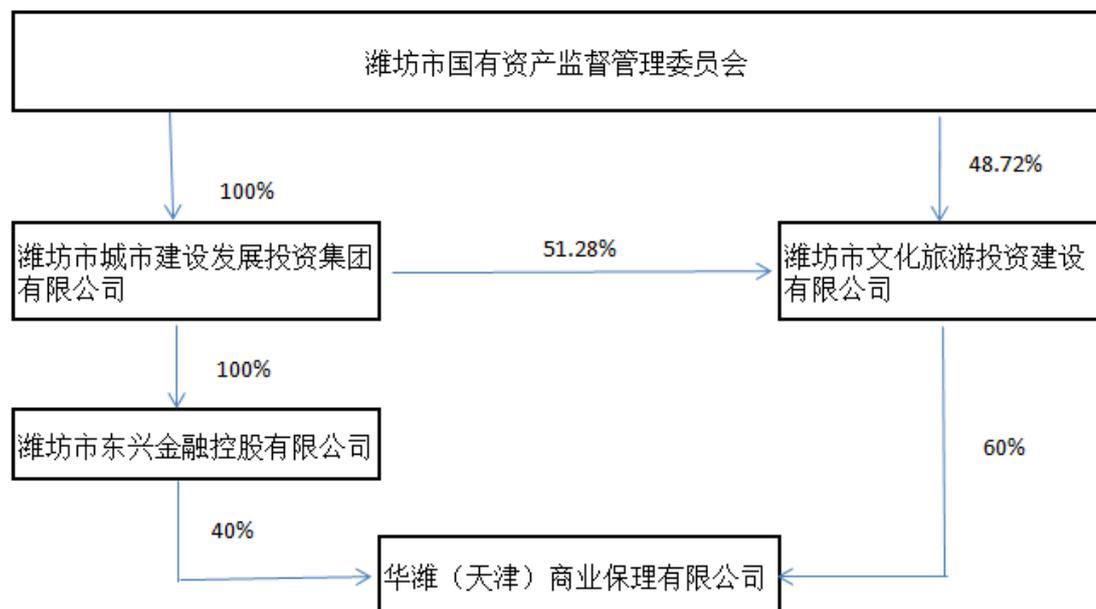 潍坊市国有资产监督管理委员会
100%
48.72%
潍坊市城市建设发展投资集团
有限公司
51.28%
潍坊市文化旅游投资建设
有限公司
100%
潍坊市东兴金融控股有限公司
60%
40%
华潍（天津）商业保理有限公司